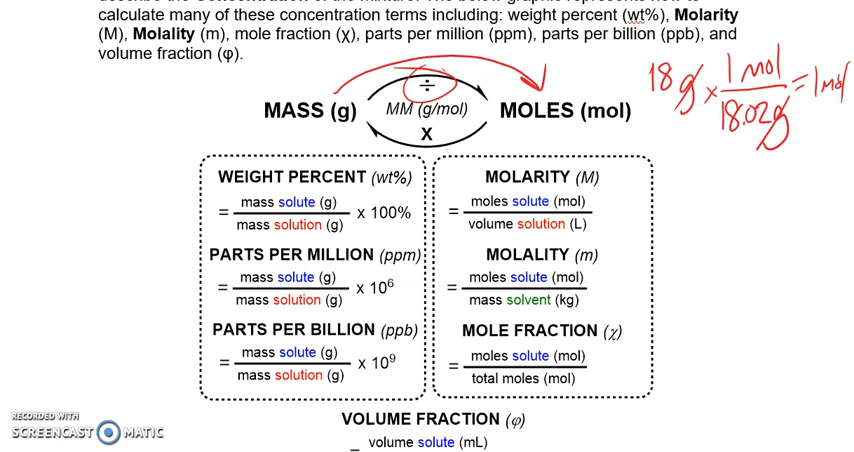 describe the Concentration of the mixture. The below graphic represents how to
calculate many of these concentration terms including: weight percent (wt%), Molarity
(M), Molality (m), mole fraction (χ), parts per million (ppm), parts per billion (ppb), and
volume fraction (φ).
MASS (g) ÷ MM (g/mol) X MOLES (mol)
18 g × 1 mol / 18.02g = 1 mol
WEIGHT PERCENT (wt%)
= mass solute (g) / mass solution (g) x 100%
PARTS PER MILLION (ppm)
= mass solute (g) / mass solution (g) x 10⁶
PARTS PER BILLION (ppb)
= mass solute (g) / mass solution (g) x 10⁹
MOLARITY (M)
= moles solute (mol) / volume solution (L)
MOLALITY (m)
= moles solute (mol) / mass solvent (kg)
MOLE FRACTION (χ)
= moles solute (mol) / total moles (mol)
VOLUME FRACTION (φ)
volume solute (mL)
RECORDED WITH
SCREENCAST MATIC